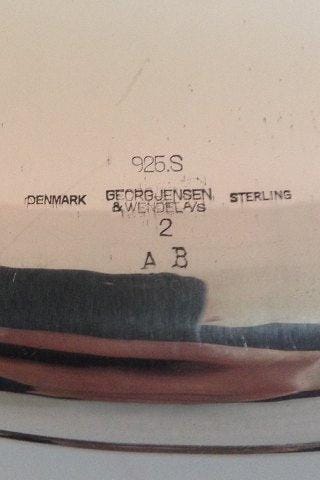 925.S
DENMARK GEORG JENSEN STERLING
& WENDEL A/S
2
A B